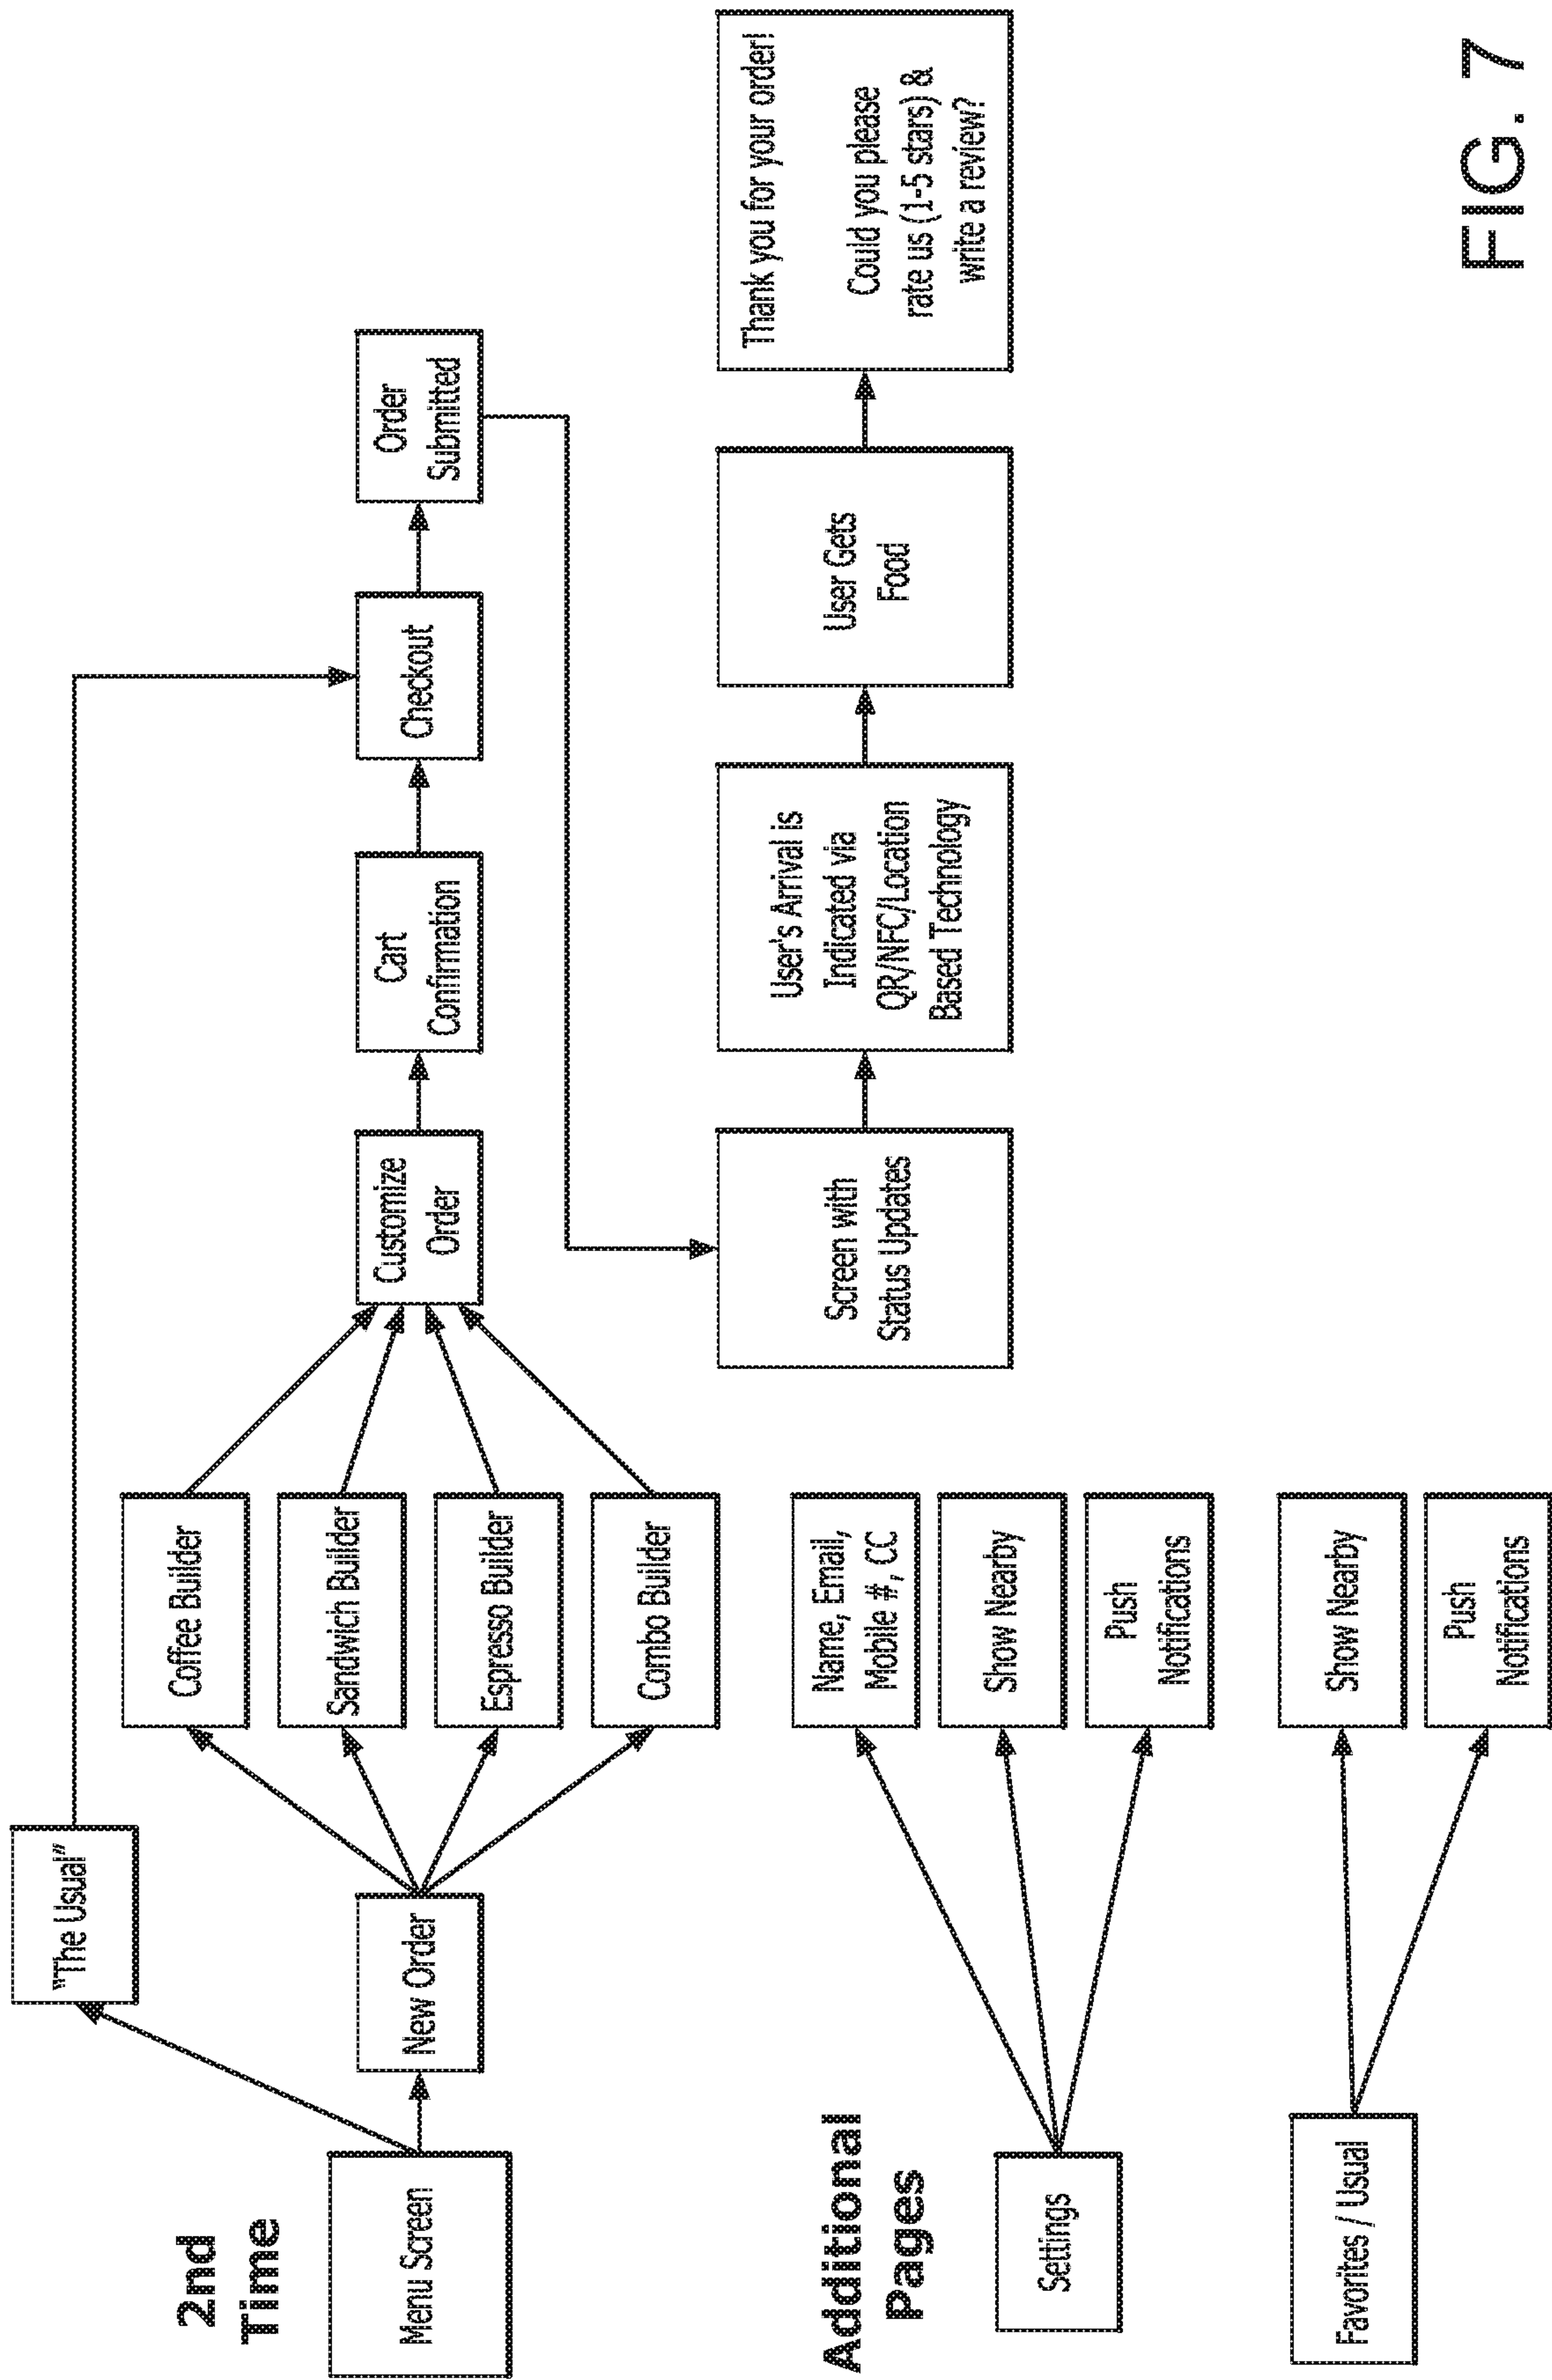 2nd
Time
Menu Screen
"The Usual"
New Order
Coffee Builder
Sandwich Builder
Espresso Builder
Combo Builder
Customize
Order
Cart
Confirmation
Checkout
Order
Submitted
Screen with
Status Updates
User's Arrival is
Indicated via
QR/NFC/Location
Based Technology
User Gets
Food
Thank you for your order!
Could you please
rate us (1-5 stars) &
write a review?
Additional
Pages
Settings
Name, Email,
Mobile #, CC
Show Nearby
Push
Notifications
Favorites / Usual
Show Nearby
Push
Notifications
FIG. 7